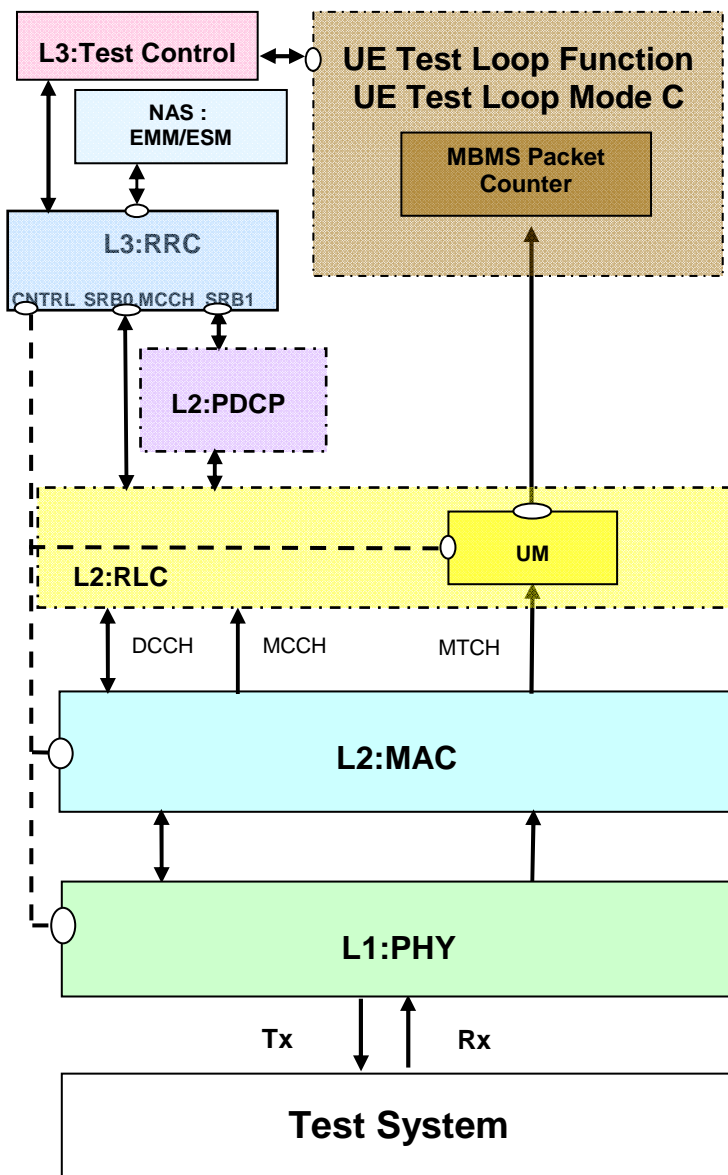 L3:Test Control
UE Test Loop Function
UE Test Loop Mode C
NAS :
EMM/ESM
MBMS Packet
Counter
L3:RRC
CNTRL SRB0,MCCH SRB1
L2:PDCP
UM
L2:RLC
DCCH MCCH MTCH
L2:MAC
L1:PHY
Tx Rx
Test System